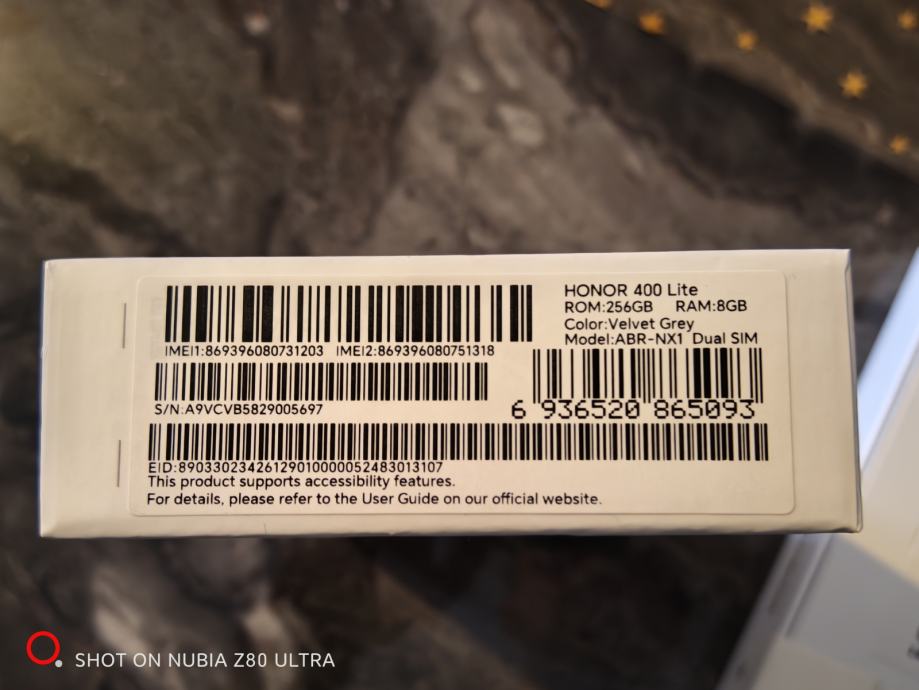 HONOR 400 Lite
ROM:256GB RAM:8GB
Color:Velvet Grey
Model:ABR-NX1 Dual SIM
IMEI1:869396080731203 IMEI2:869396080751318
S/N:A9VCVB5829005697
6 936520 865093
EID:89033023426129010000052483013107
This product supports accessibility features.
For details, please refer to the User Guide on our official website.
SHOT ON NUBIA Z80 ULTRA